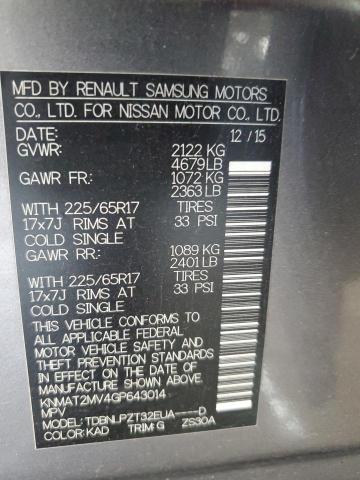 MFD BY RENAULT SAMSUNG MOTORS
CO., LTD. FOR NISSAN MOTOR CO., LTD.
DATE: 12 / 15
GVWR: 2122 KG
4679 LB
GAWR FR: 1072 KG
2363 LB
WITH 225/65R17 TIRES
17x7J RIMS AT 33 PSI
COLD SINGLE
GAWR RR: 1089 KG
2401 LB
WITH 225/65R17 TIRES
17x7J RIMS AT 33 PSI
COLD SINGLE
THIS VEHICLE CONFORMS TO
ALL APPLICABLE FEDERAL
MOTOR VEHICLE SAFETY AND
THEFT PREVENTION STANDARDS
IN EFFECT ON THE DATE OF
MANUFACTURE SHOWN ABOVE.
KNMAT2MV4GP643014
MPV
MODEL: TDBNLPZT32EUA----D
COLOR: KAD TRIM: G ZS30A